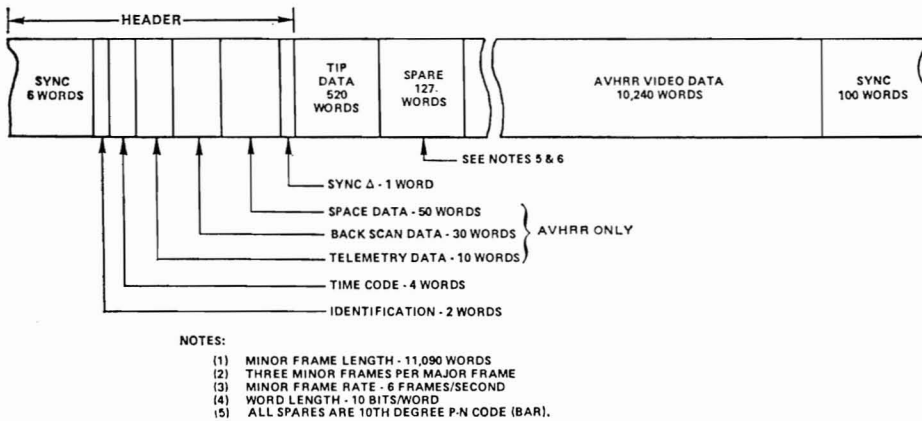 HEADER
SYNC
6 WORDS
TIP
DATA
520
WORDS
SPARE
127.
WORDS
AVHRR VIDEO DATA
10,240 WORDS
SYNC
100 WORDS
SEE NOTES 5 & 6
SYNC Δ - 1 WORD
SPACE DATA - 50 WORDS
BACK SCAN DATA - 30 WORDS
AVHRR ONLY
TELEMETRY DATA - 10 WORDS
TIME CODE - 4 WORDS
IDENTIFICATION - 2 WORDS
NOTES:
(1) MINOR FRAME LENGTH - 11,090 WORDS
(2) THREE MINOR FRAMES PER MAJOR FRAME
(3) MINOR FRAME RATE - 6 FRAMES/SECOND
(4) WORD LENGTH - 10 BITS/WORD
(5) ALL SPARES ARE 10TH DEGREE P-N CODE (BAR).